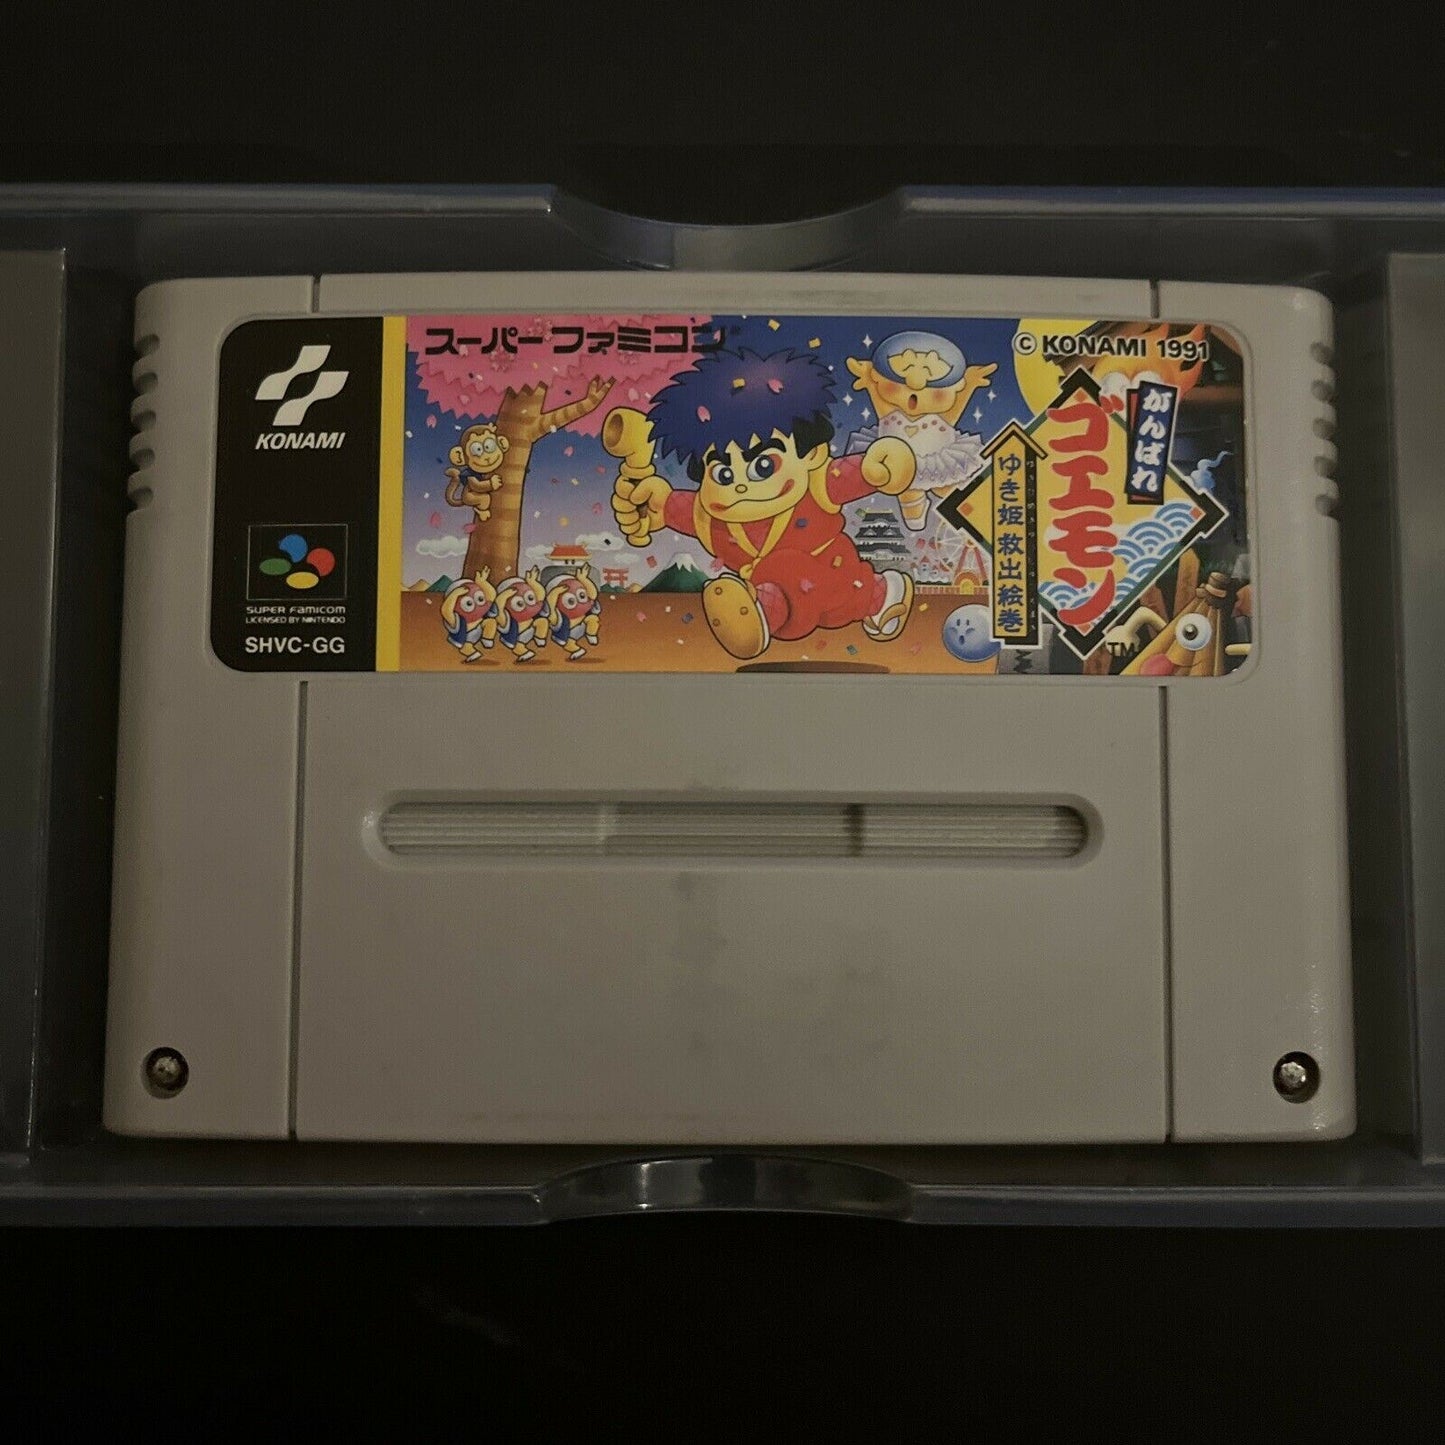 KONAMI
SUPER FAMICOM
LICENSED BY NINTENDO
SHVC-GG
スーパーファミコン
© KONAMI 1991
がんばれ
ゴエモン
ゆき姫救出絵巻
TM